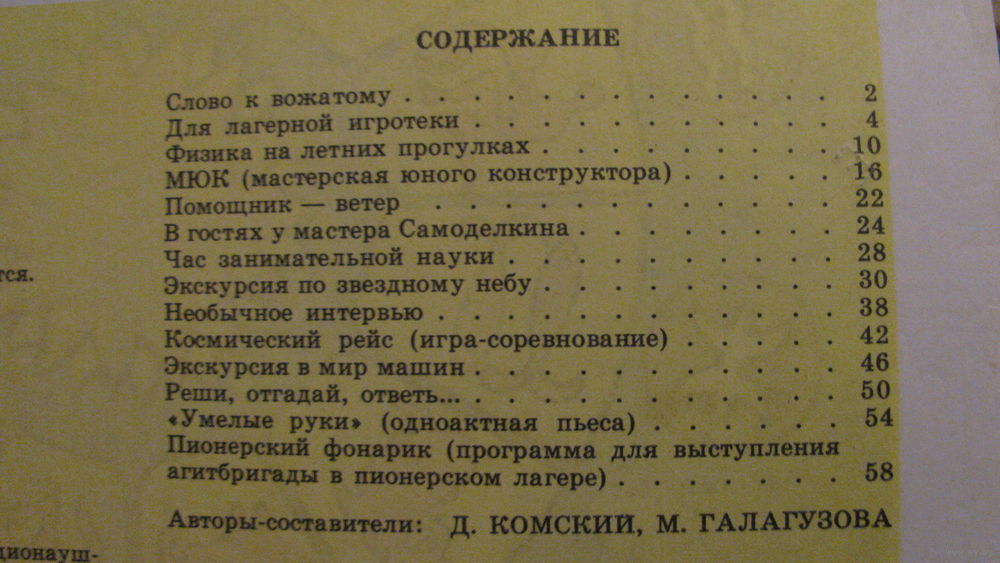 СОДЕРЖАНИЕ
Слово к вожатому . . . . . . . . . . . . . 2
Для лагерной игротеки . . . . . . . . . . . 4
Физика на летних прогулках . . . . . . . . . 10
МЮК (мастерская юного конструктора) . . . . . 16
Помощник — ветер . . . . . . . . . . . . 22
В гостях у мастера Самоделкина . . . . . . . . 24
Час занимательной науки . . . . . . . . . . 28
Экскурсия по звездному небу . . . . . . . . . 30
Необычное интервью . . . . . . . . . . . . 38
Космический рейс (игра-соревнование) . . . . . 42
Экскурсия в мир машин . . . . . . . . . . . 46
Реши, отгадай, ответь... . . . . . . . . . . . 50
«Умелые руки» (одноактная пьеса) . . . . . . 54
Пионерский фонарик (программа для выступления
агитбригады в пионерском лагере) . . . . . . . 58
Авторы-составители: Д. КОМСКИЙ, М. ГАЛАГУЗОВА
тся.
ционауш-